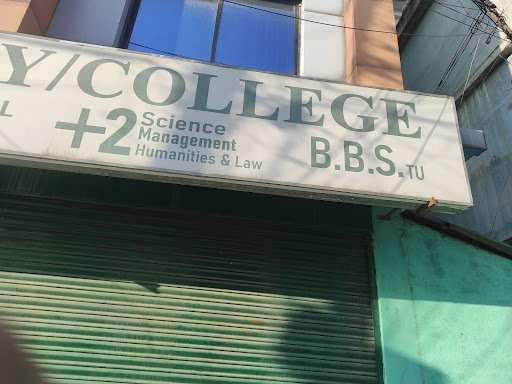 Y/COLLEGE
+2 Science
Management
Humanities & Law
B.B.S. TU